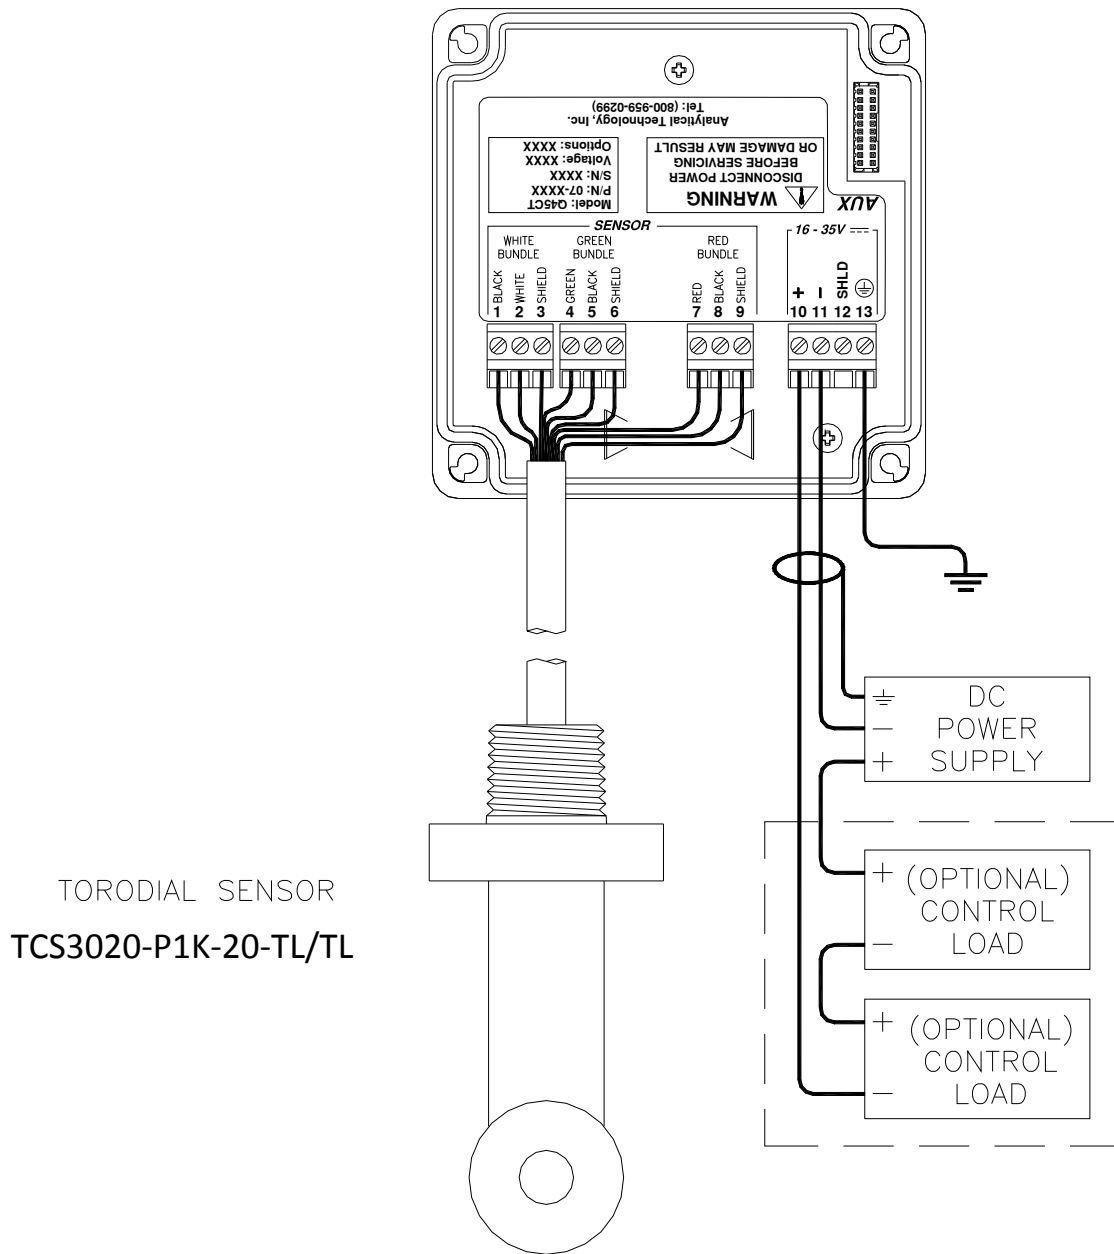 Analytical Technology, Inc.
Tel: (800-959-0299)
Model: Q45CT
P/N: 07-XXXX
S/N: XXXX
Voltage: XXXX
Options: XXXX
WARNING
DISCONNECT POWER
BEFORE SERVICING
OR DAMAGE MAY RESULT
AUX
SENSOR
16 - 35V
WHITE
BUNDLE
GREEN
BUNDLE
RED
BUNDLE
BLACK
WHITE
SHIELD
GREEN
BLACK
SHIELD
RED
BLACK
SHIELD
+ − SHLD
1 2 3 4 5 6 7 8 9 10 11 12 13
DC
POWER
SUPPLY
−
+
+ (OPTIONAL)
CONTROL
− LOAD
+ (OPTIONAL)
CONTROL
− LOAD
TORODIAL SENSOR
TCS3020-P1K-20-TL/TL